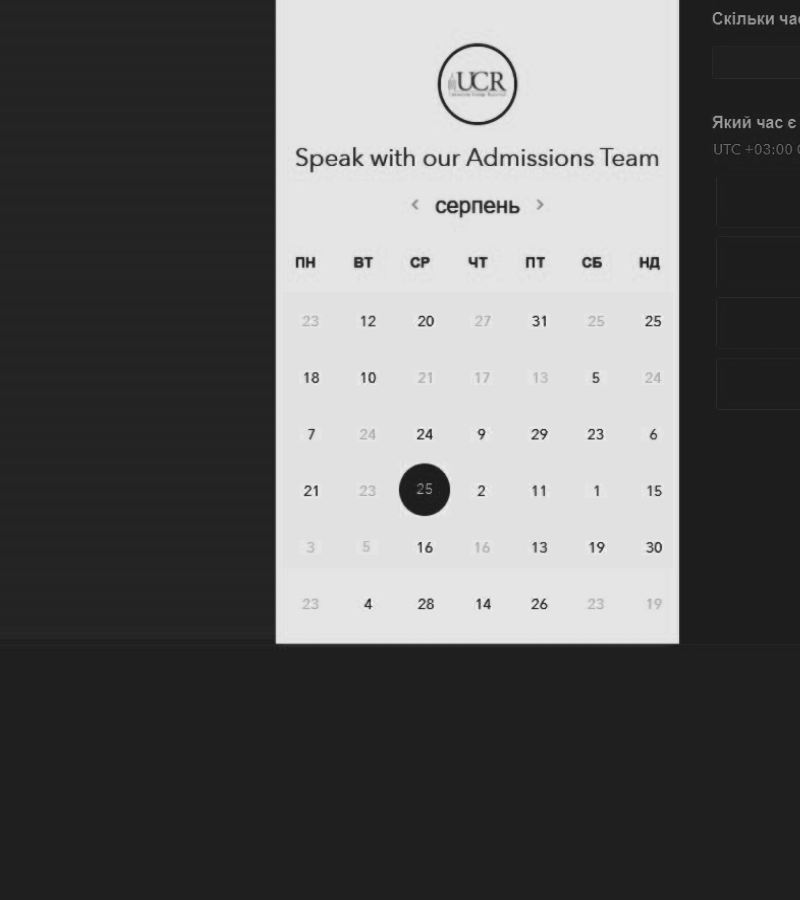 Скільки час
UCR
Speak with our Admissions Team
< серпень >
Який час є
UTC +03:00
ПН ВТ СР ЧТ ПТ СБ НД
23 12 20 27 31 25 25
18 10 21 17 13 5 24
7 24 24 9 29 23 6
21 23 25 2 11 1 15
3 5 16 16 13 19 30
23 4 28 14 26 23 19